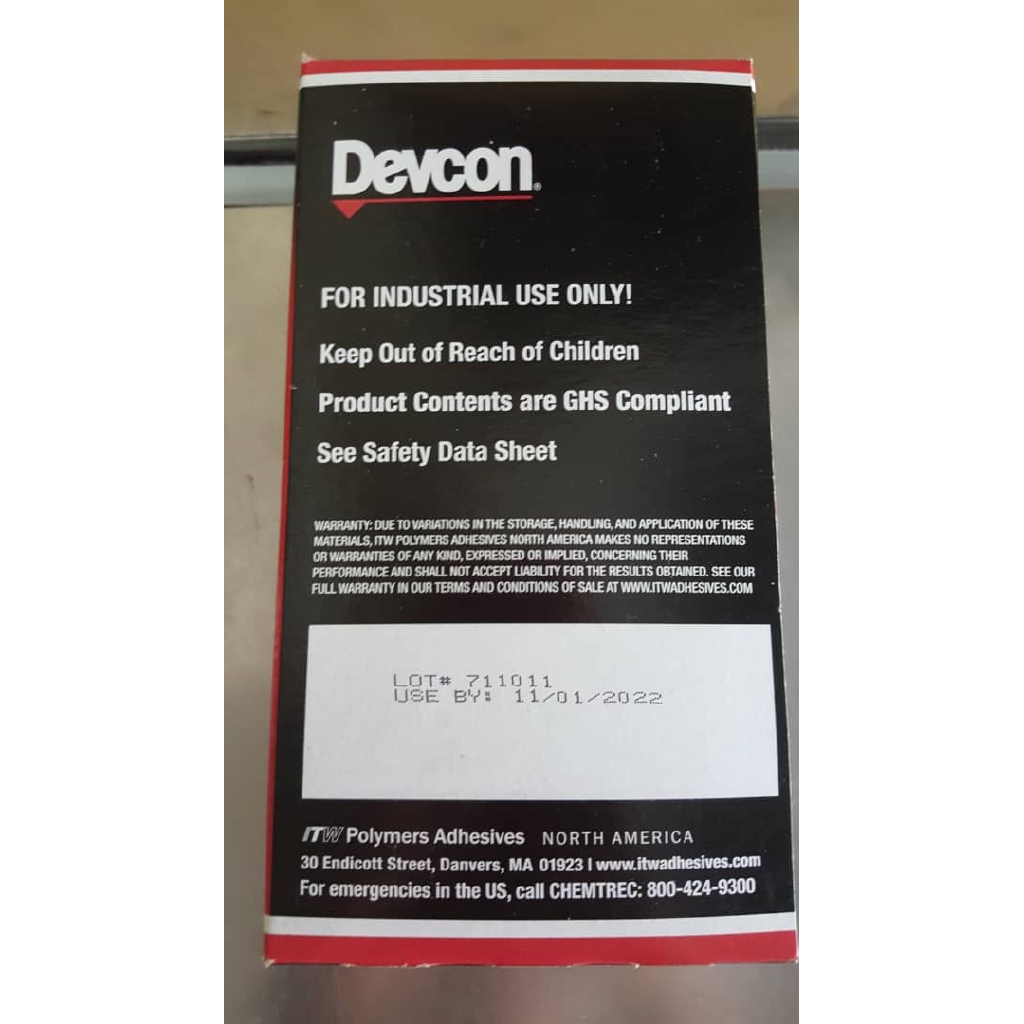 Devcon®
FOR INDUSTRIAL USE ONLY!
Keep Out of Reach of Children
Product Contents are GHS Compliant
See Safety Data Sheet
WARRANTY: DUE TO VARIATIONS IN THE STORAGE, HANDLING, AND APPLICATION OF THESE
MATERIALS, ITW POLYMERS ADHESIVES NORTH AMERICA MAKES NO REPRESENTATIONS
OR WARRANTIES OF ANY KIND, EXPRESSED OR IMPLIED, CONCERNING THEIR
PERFORMANCE AND SHALL NOT ACCEPT LIABILITY FOR THE RESULTS OBTAINED. SEE OUR
FULL WARRANTY IN OUR TERMS AND CONDITIONS OF SALE AT WWW.ITWADHESIVES.COM
LOT# 711011
USE BY: 11/01/2022
ITW Polymers Adhesives NORTH AMERICA
30 Endicott Street, Danvers, MA 01923 | www.itwadhesives.com
For emergencies in the US, call CHEMTREC: 800-424-9300